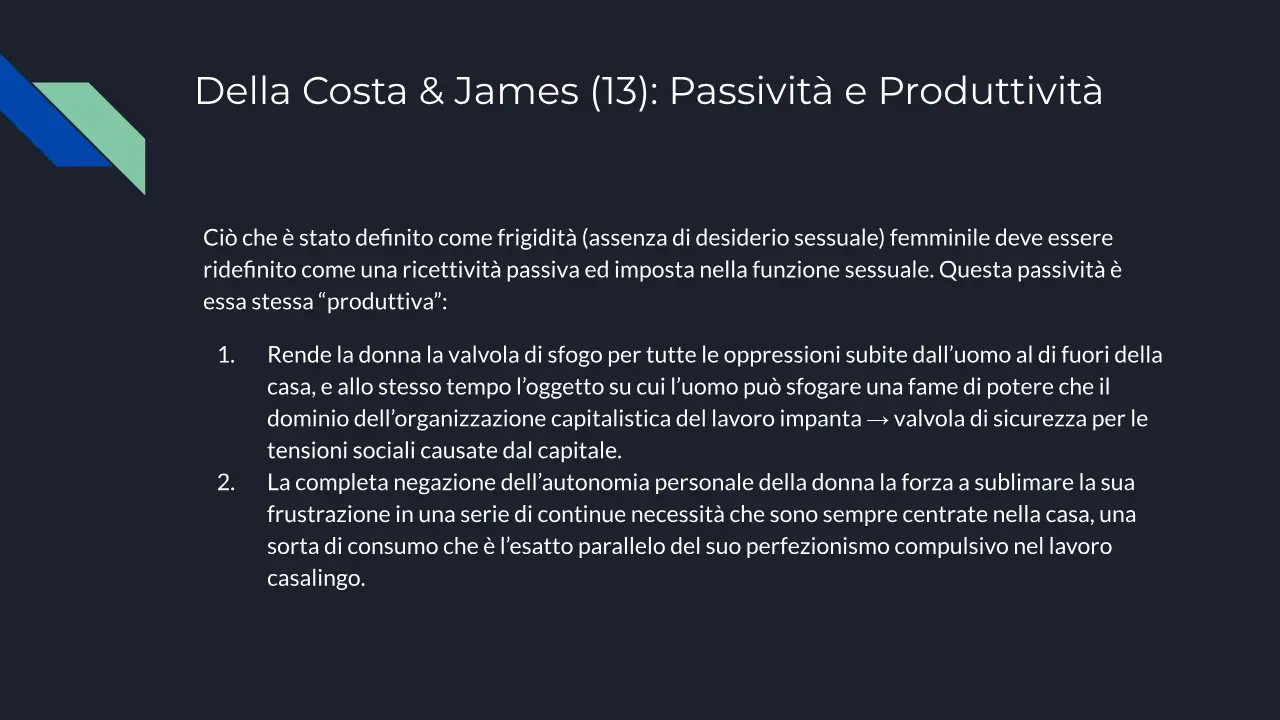 Della Costa & James (13): Passività e Produttività
Ciò che è stato definito come frigidità (assenza di desiderio sessuale) femminile deve essere
ridefinito come una ricettività passiva ed imposta nella funzione sessuale. Questa passività è
essa stessa “produttiva”:
1. Rende la donna la valvola di sfogo per tutte le oppressioni subite dall’uomo al di fuori della
casa, e allo stesso tempo l’oggetto su cui l’uomo può sfogare una fame di potere che il
dominio dell’organizzazione capitalistica del lavoro impanta → valvola di sicurezza per le
tensioni sociali causate dal capitale.
2. La completa negazione dell’autonomia personale della donna la forza a sublimare la sua
frustrazione in una serie di continue necessità che sono sempre centrate nella casa, una
sorta di consumo che è l’esatto parallelo del suo perfezionismo compulsivo nel lavoro
casalingo.